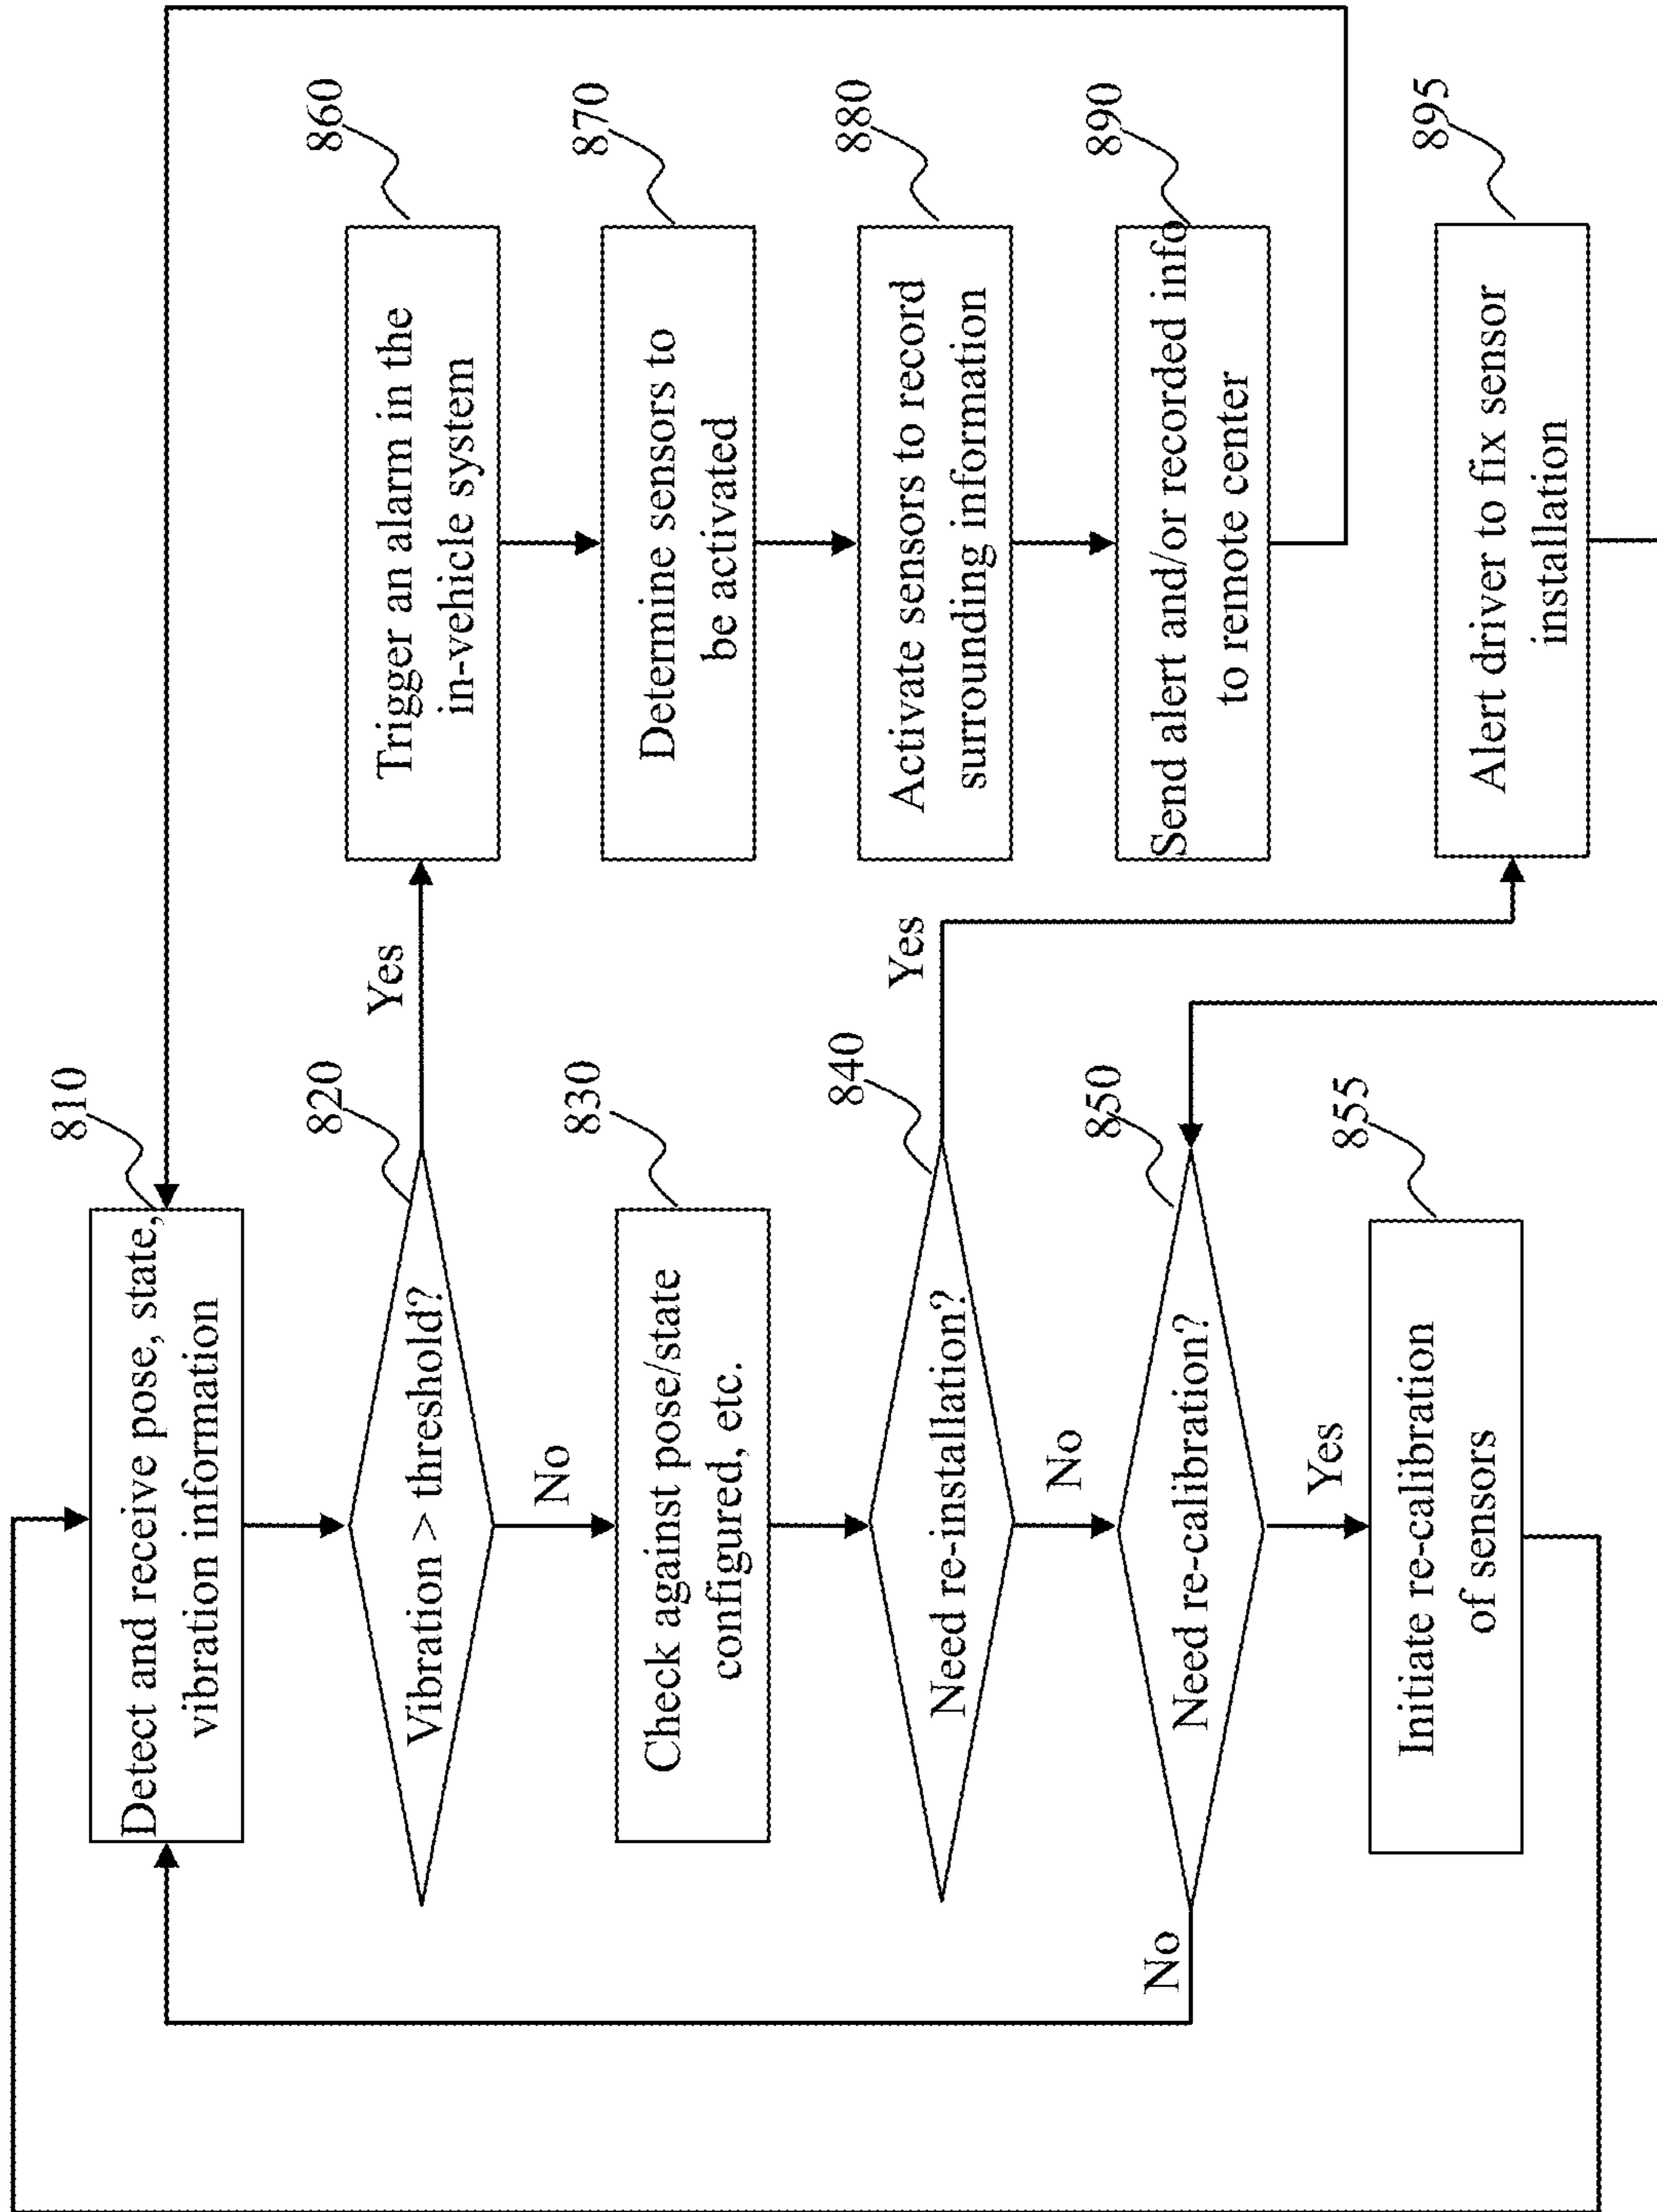 810
Detect and receive pose, state,
vibration information
820
Vibration > threshold?
Yes
No
830
Check against pose/state
configured, etc.
840
Need re-installation?
Yes
No
850
Need re-calibration?
No
Yes
855
Initiate re-calibration
of sensors
860
Trigger an alarm in the
in-vehicle system
870
Determine sensors to
be activated
880
Activate sensors to record
surrounding information
890
Send alert and/or recorded info
to remote center
895
Alert driver to fix sensor
installation